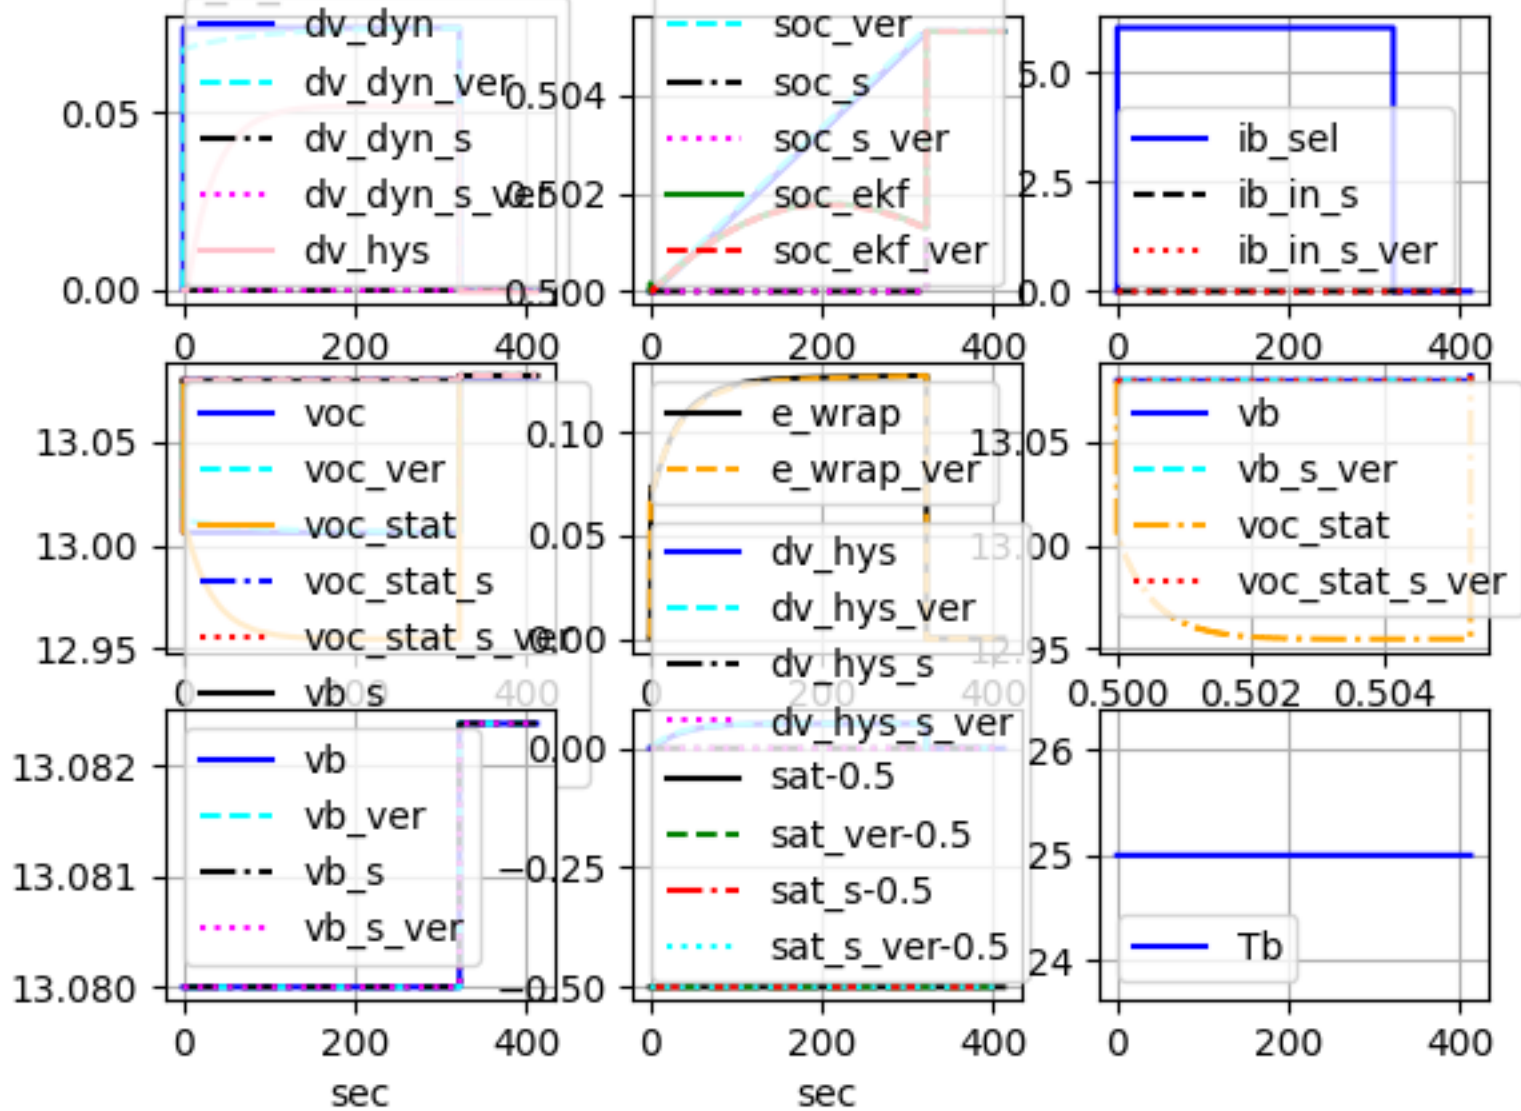 dv_dyn
dv_dyn_ver
dv_dyn_s
dv_dyn_s_ver
dv_hys
0.05
0.00
0 200 400
soc_ver
soc_s
soc_s_ver
soc_ekf
soc_ekf_ver
0.504
0.502
0.500
0 200 400
ib_sel
ib_in_s
ib_in_s_ver
5.0
2.5
0.0
0 200 400
voc
voc_ver
voc_stat
voc_stat_s
voc_stat_s_ver
vb_s
13.05
13.00
12.95
0 200 400
e_wrap
e_wrap_ver
0.10
0.05
0.00
0 200 400
vb
vb_s_ver
voc_stat
voc_stat_s_ver
13.05
13.00
12.95
0.500 0.502 0.504
vb
vb_ver
vb_s
vb_s_ver
13.082
13.081
13.080
0 200 400
sec
dv_hys
dv_hys_ver
dv_hys_s
dv_hys_s_ver
sat-0.5
sat_ver-0.5
sat_s-0.5
sat_s_ver-0.5
0.00
−0.25
−0.50
0 200 400
sec
Tb
26
25
24
0 200 400